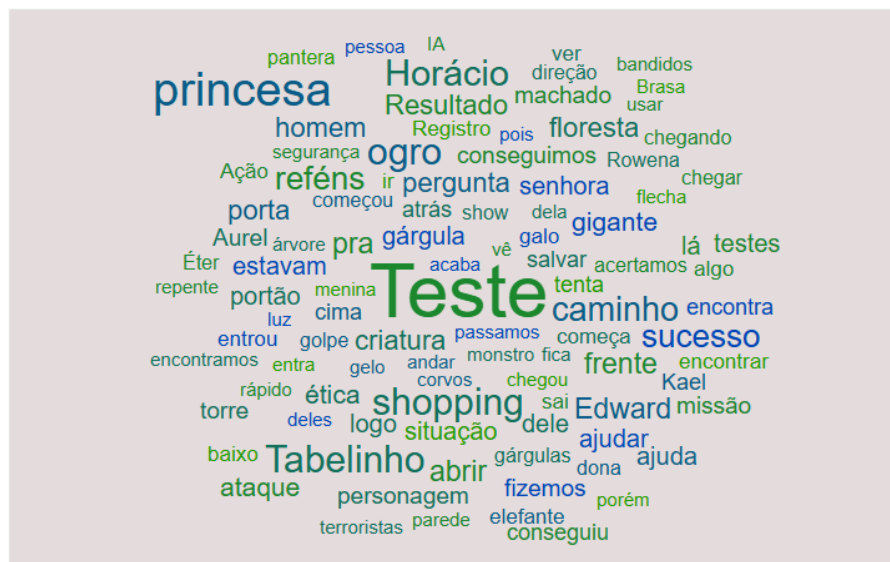 pantera pessoa IA ver bandidos
princesa Horácio direção Brasa
Resultado machado usar
homem Registro pois floresta chegando
segurança ogro conseguimos Rowena
Ação reféns ir pergunta senhora chegar
começou flecha
porta atrás show dela gigante
Aurel árvore pra gárgula galo lá testes
Éter estavam acaba vê salvar acertamos algo
repente portão menina cima Teste tenta caminho encontra
luz
entrou golpe criatura passamos começa sucesso
encontramos entra gelo andar monstro fica frente encontrar
rápido ética corvos chegou Kael
torre deles logo shopping sai Edward missão
situação dele ajudar
baixo Tabelinho abrir gárgulas dona ajuda
ataque personagem fizemos porém
terroristas parede elefante conseguiu